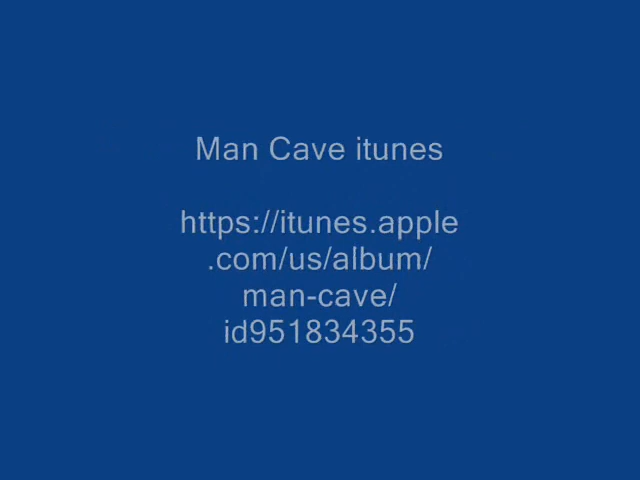 Man Cave itunes
https://itunes.apple
.com/us/album/
man-cave/
id951834355